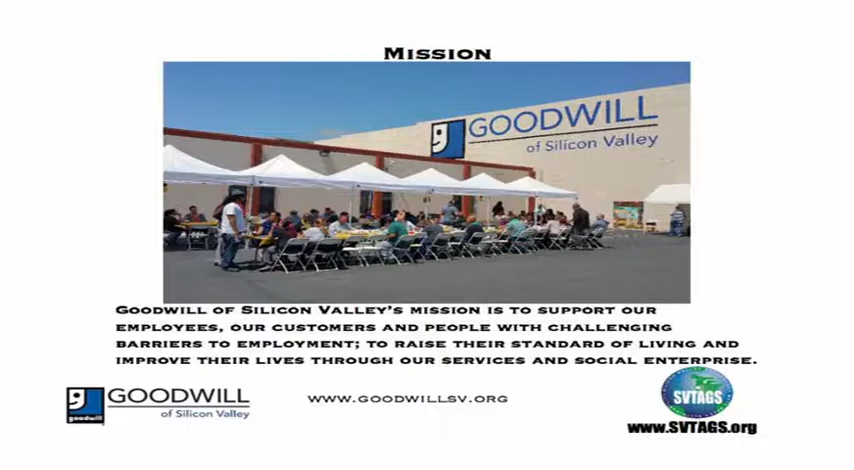 MISSION
g GOODWILL
of Silicon Valley
GOODWILL OF SILICON VALLEY'S MISSION IS TO SUPPORT OUR
EMPLOYEES, OUR CUSTOMERS AND PEOPLE WITH CHALLENGING
BARRIERS TO EMPLOYMENT; TO RAISE THEIR STANDARD OF LIVING AND
IMPROVE THEIR LIVES THROUGH OUR SERVICES AND SOCIAL ENTERPRISE.
g goodwill
GOODWILL
of Silicon Valley
WWW.GOODWILLSV.ORG
SVTAGS
www.SVTAGS.org